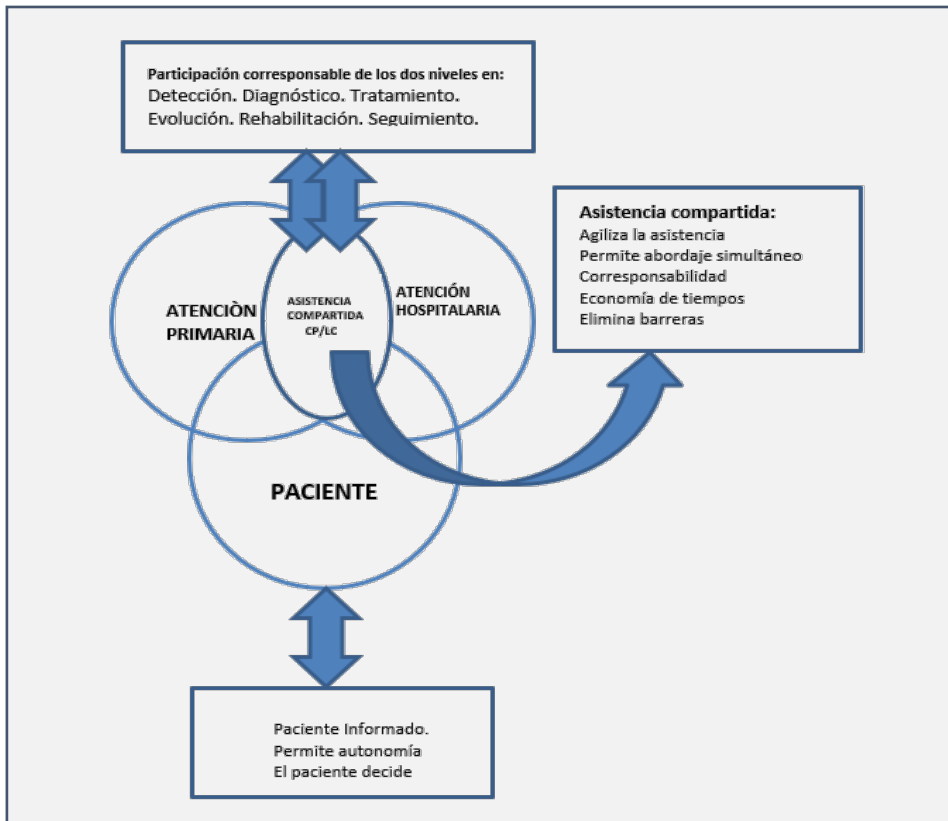 Participación corresponsable de los dos niveles en:
Detección. Diagnóstico. Tratamiento.
Evolución. Rehabilitación. Seguimiento.
Asistencia compartida:
Agiliza la asistencia
Permite abordaje simultáneo
Corresponsabilidad
Economía de tiempos
Elimina barreras
ATENCIÒN
PRIMARIA
ASISTENCIA
COMPARTIDA
CP/LC
ATENCIÓN
HOSPITALARIA
PACIENTE
Paciente Informado.
Permite autonomía
El paciente decide